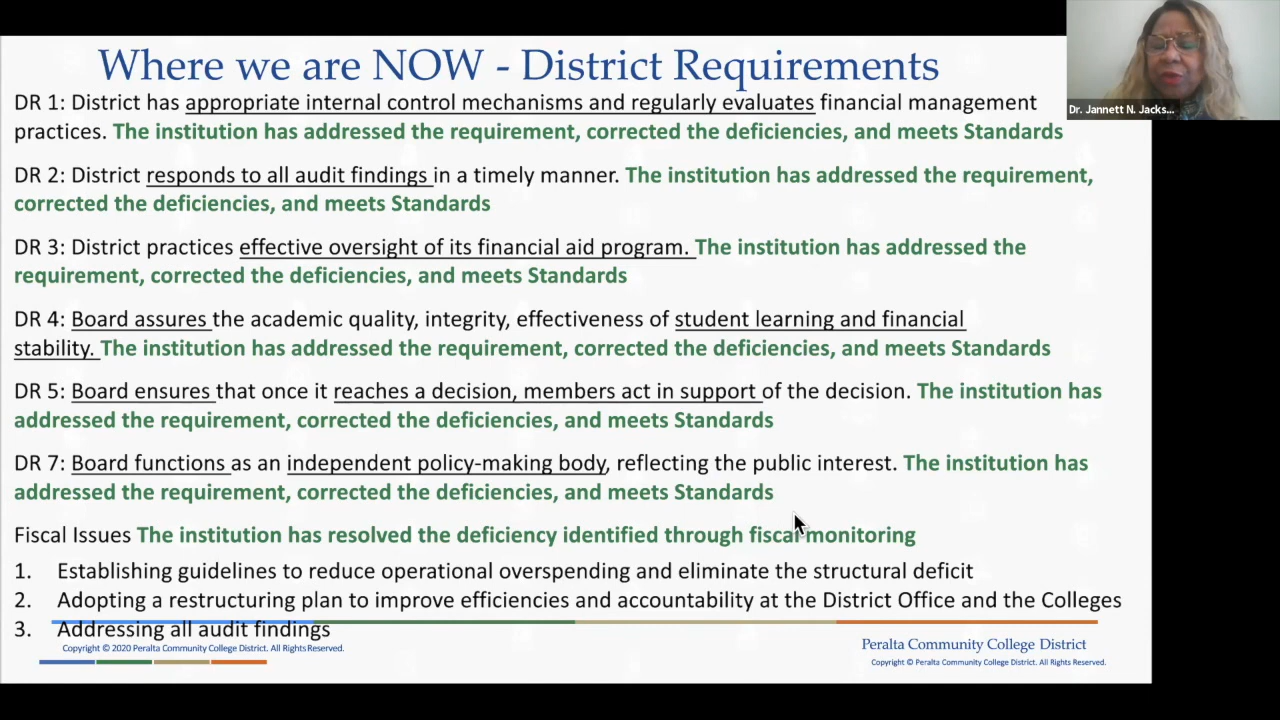 Where we are NOW - District Requirements
DR 1: District has appropriate internal control mechanisms and regularly evaluates financial management
practices. The institution has addressed the requirement, corrected the deficiencies, and meets Standards
DR 2: District responds to all audit findings in a timely manner. The institution has addressed the requirement,
corrected the deficiencies, and meets Standards
DR 3: District practices effective oversight of its financial aid program. The institution has addressed the
requirement, corrected the deficiencies, and meets Standards
DR 4: Board assures the academic quality, integrity, effectiveness of student learning and financial
stability. The institution has addressed the requirement, corrected the deficiencies, and meets Standards
DR 5: Board ensures that once it reaches a decision, members act in support of the decision. The institution has
addressed the requirement, corrected the deficiencies, and meets Standards
DR 7: Board functions as an independent policy-making body, reflecting the public interest. The institution has
addressed the requirement, corrected the deficiencies, and meets Standards
Fiscal Issues The institution has resolved the deficiency identified through fiscal monitoring
1. Establishing guidelines to reduce operational overspending and eliminate the structural deficit
2. Adopting a restructuring plan to improve efficiencies and accountability at the District Office and the Colleges
3. Addressing all audit findings
Copyright © 2020 Peralta Community College District. All Rights Reserved.
Peralta Community College District
Copyright © Peralta Community College District. All Rights Reserved.
Dr. Jannett N. Jacks...